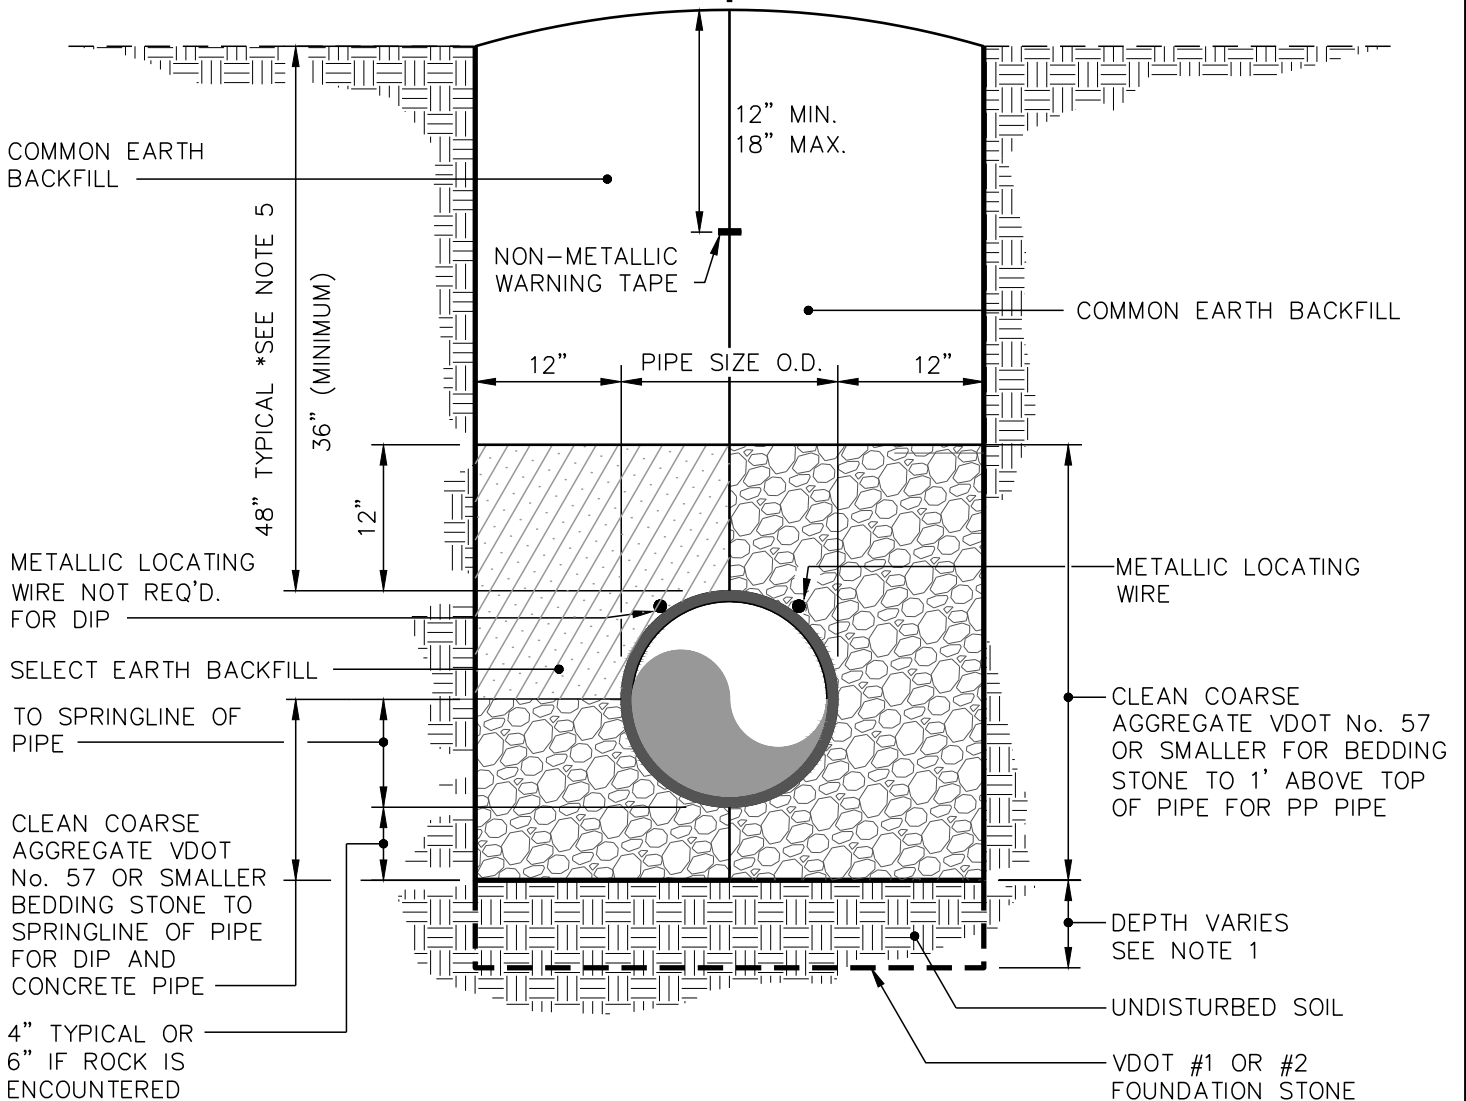 12" MIN.
18" MAX.
COMMON EARTH
BACKFILL
48" TYPICAL *SEE NOTE 5
36" (MINIMUM)
NON-METALLIC
WARNING TAPE
COMMON EARTH BACKFILL
12"
PIPE SIZE O.D.
12"
12"
METALLIC LOCATING
WIRE NOT REQ'D.
FOR DIP
METALLIC LOCATING
WIRE
SELECT EARTH BACKFILL
TO SPRINGLINE OF
PIPE
CLEAN COARSE
AGGREGATE VDOT No. 57
OR SMALLER FOR BEDDING
STONE TO 1' ABOVE TOP
OF PIPE FOR PP PIPE
CLEAN COARSE
AGGREGATE VDOT
No. 57 OR SMALLER
BEDDING STONE TO
SPRINGLINE OF PIPE
FOR DIP AND
CONCRETE PIPE
DEPTH VARIES
SEE NOTE 1
UNDISTURBED SOIL
4" TYPICAL OR
6" IF ROCK IS
ENCOUNTERED
VDOT #1 OR #2
FOUNDATION STONE